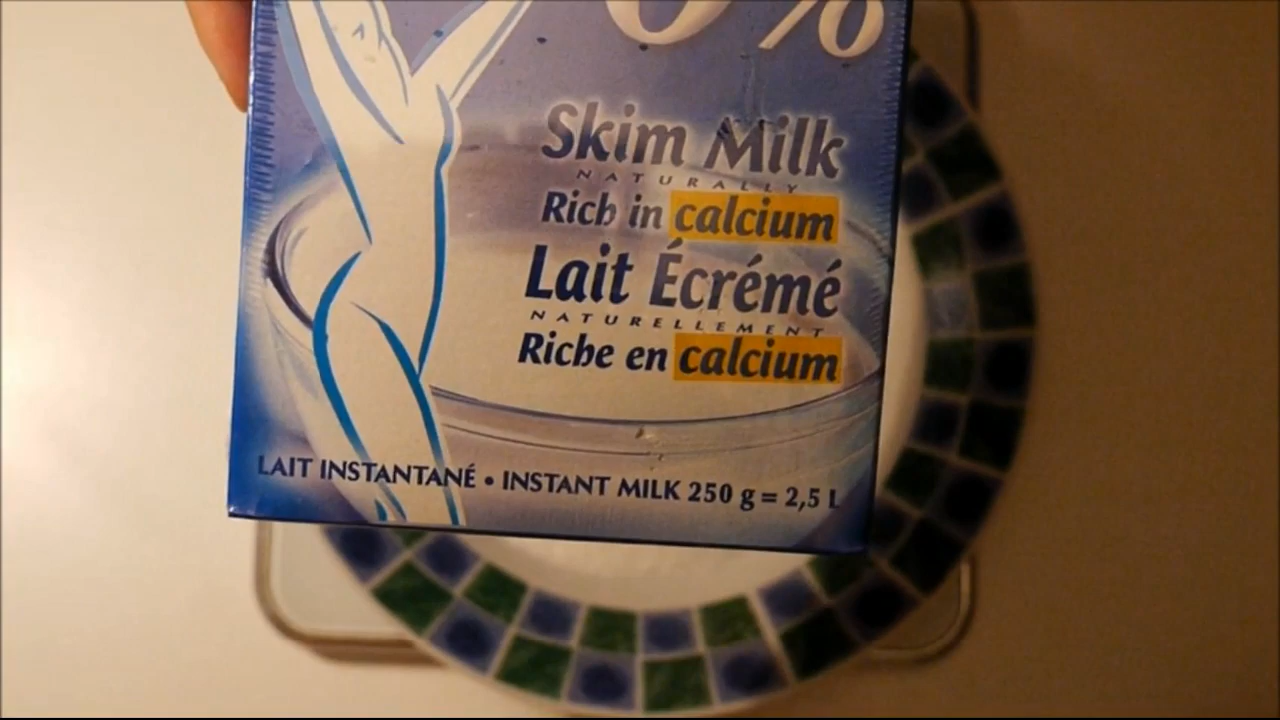 0%
Skim Milk
NATURALLY
Rich in calcium
Lait Écrémé
NATURELLEMENT
Riche en calcium
LAIT INSTANTANÉ • INSTANT MILK 250 g = 2,5 L